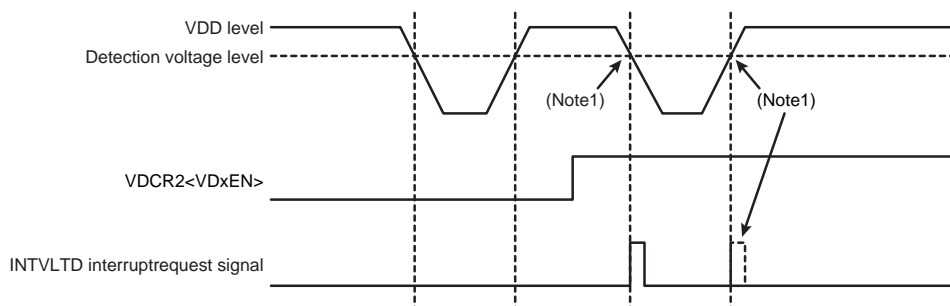 VDD level
Detection voltage level
(Note1)
(Note1)
VDCR2<VDxEN>
INTVLTD interruptrequest signal